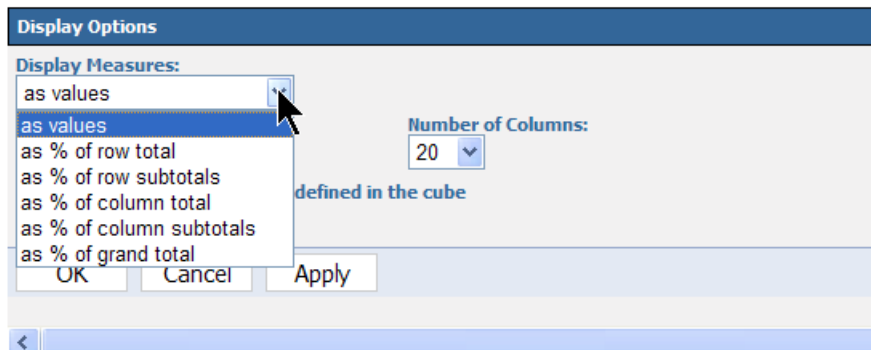 Display Options
Display Measures:
as values
as values
Number of Columns:
as % of row total
20
as % of row subtotals
defined in the cube
as % of column total
as % of column subtotals
as % of grand total
OK Cancel Apply